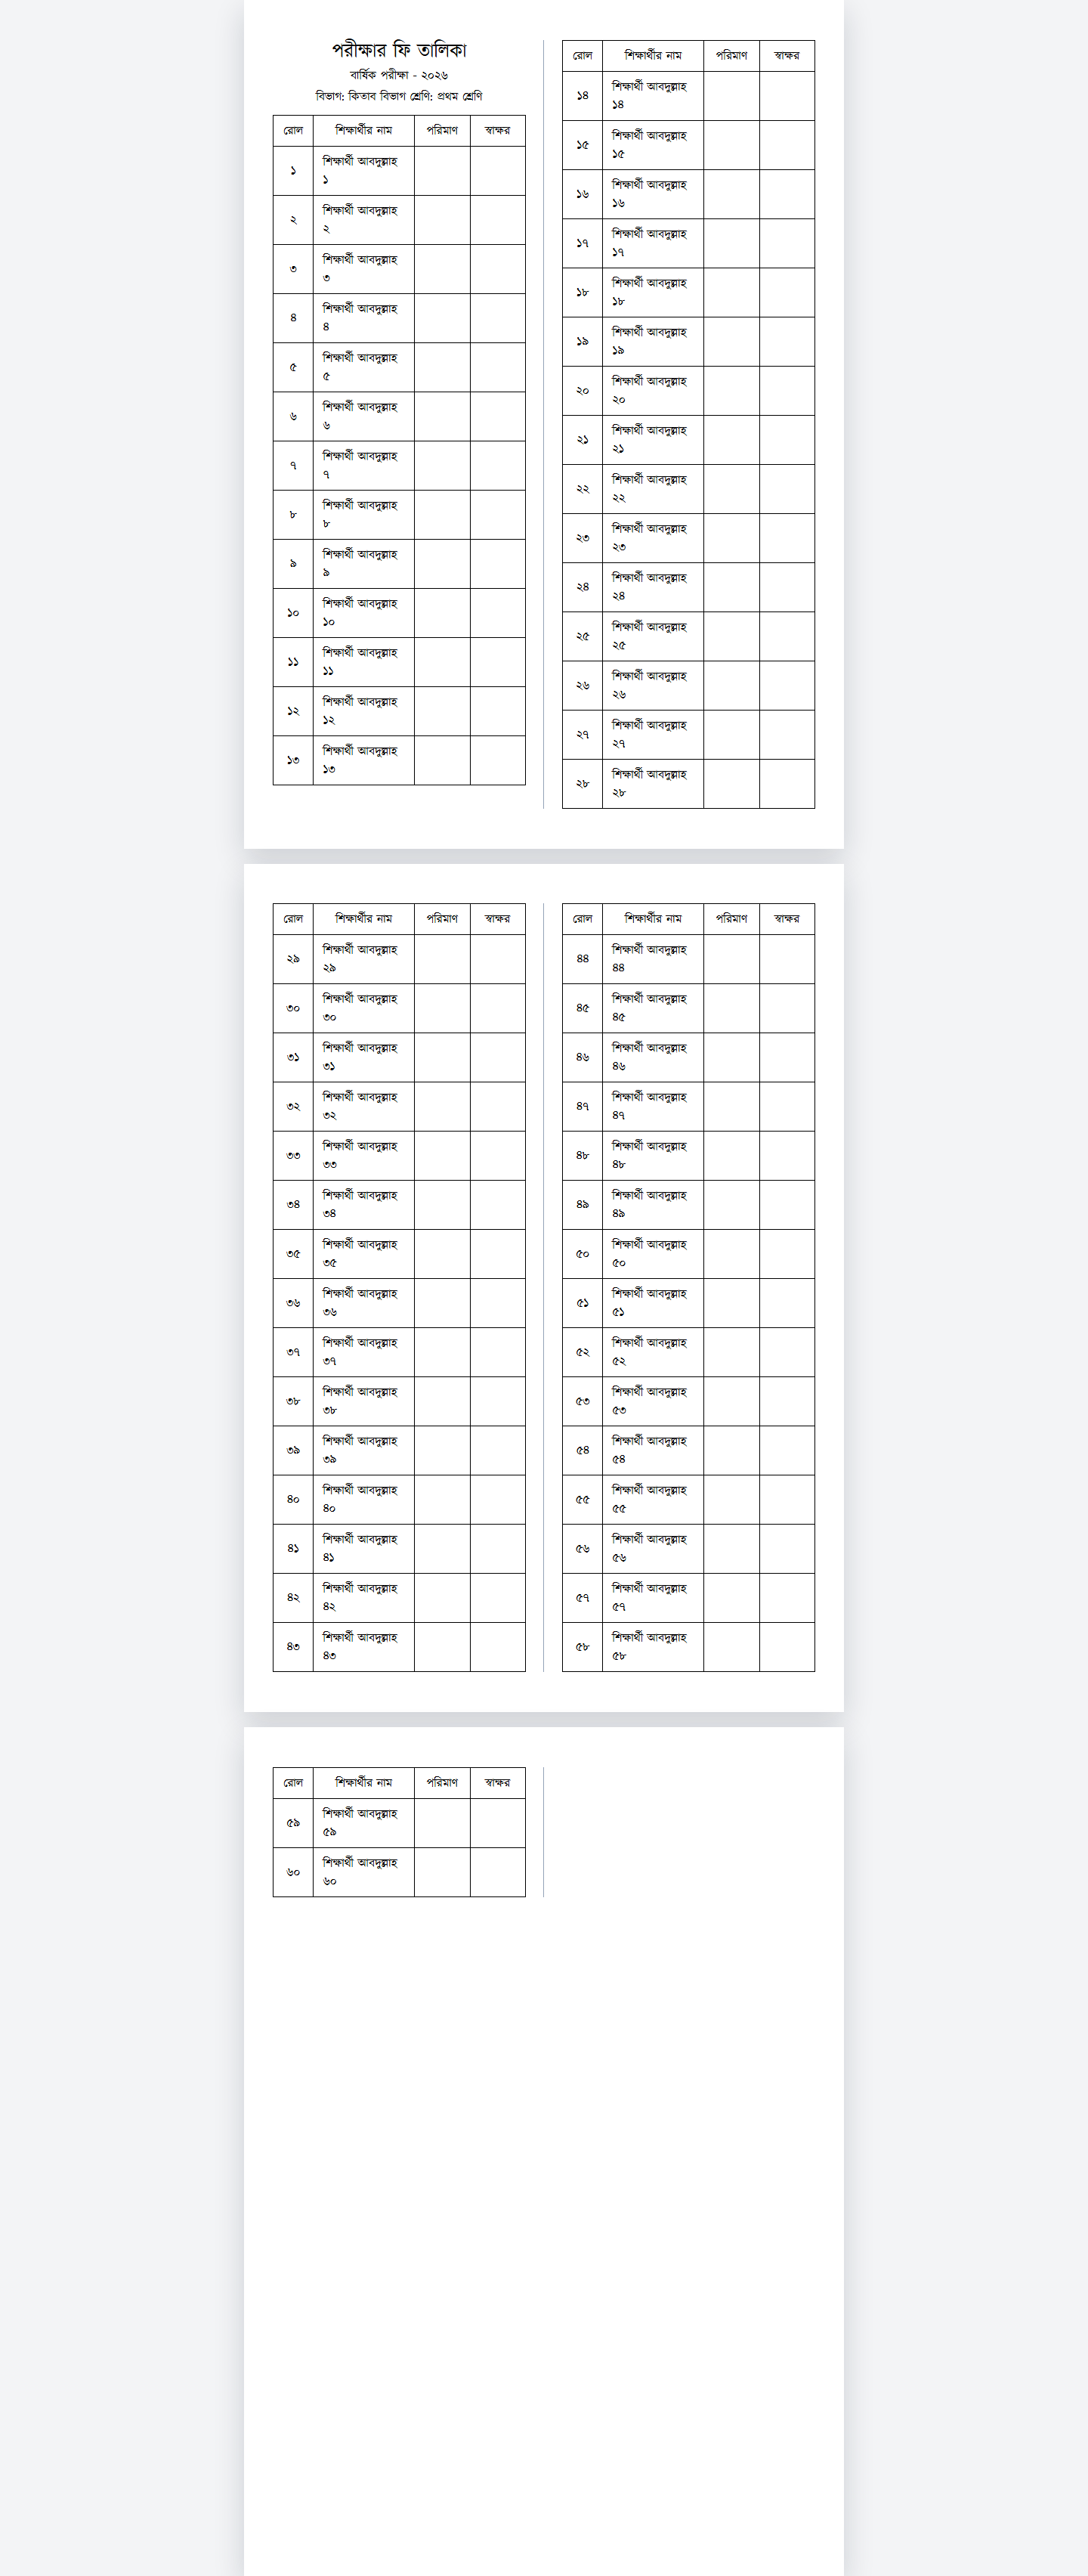 পরীক্ষার ফি তালিকা
বার্ষিক পরীক্ষা - ২০২৬
বিভাগ: কিতাব বিভাগ শ্রেণি: প্রথম শ্রেণি
রোল শিক্ষার্থীর নাম পরিমাণ স্বাক্ষর
১ শিক্ষার্থী আবদুল্লাহ
১
২ শিক্ষার্থী আবদুল্লাহ
২
৩ শিক্ষার্থী আবদুল্লাহ
৩
৪ শিক্ষার্থী আবদুল্লাহ
৪
৫ শিক্ষার্থী আবদুল্লাহ
৫
৬ শিক্ষার্থী আবদুল্লাহ
৬
৭ শিক্ষার্থী আবদুল্লাহ
৭
৮ শিক্ষার্থী আবদুল্লাহ
৮
৯ শিক্ষার্থী আবদুল্লাহ
৯
১০ শিক্ষার্থী আবদুল্লাহ
১০
১১ শিক্ষার্থী আবদুল্লাহ
১১
১২ শিক্ষার্থী আবদুল্লাহ
১২
১৩ শিক্ষার্থী আবদুল্লাহ
১৩
রোল শিক্ষার্থীর নাম পরিমাণ স্বাক্ষর
১৪ শিক্ষার্থী আবদুল্লাহ
১৪
১৫ শিক্ষার্থী আবদুল্লাহ
১৫
১৬ শিক্ষার্থী আবদুল্লাহ
১৬
১৭ শিক্ষার্থী আবদুল্লাহ
১৭
১৮ শিক্ষার্থী আবদুল্লাহ
১৮
১৯ শিক্ষার্থী আবদুল্লাহ
১৯
২০ শিক্ষার্থী আবদুল্লাহ
২০
২১ শিক্ষার্থী আবদুল্লাহ
২১
২২ শিক্ষার্থী আবদুল্লাহ
২২
২৩ শিক্ষার্থী আবদুল্লাহ
২৩
২৪ শিক্ষার্থী আবদুল্লাহ
২৪
২৫ শিক্ষার্থী আবদুল্লাহ
২৫
২৬ শিক্ষার্থী আবদুল্লাহ
২৬
২৭ শিক্ষার্থী আবদুল্লাহ
২৭
২৮ শিক্ষার্থী আবদুল্লাহ
২৮
রোল শিক্ষার্থীর নাম পরিমাণ স্বাক্ষর
২৯ শিক্ষার্থী আবদুল্লাহ
২৯
৩০ শিক্ষার্থী আবদুল্লাহ
৩০
৩১ শিক্ষার্থী আবদুল্লাহ
৩১
৩২ শিক্ষার্থী আবদুল্লাহ
৩২
৩৩ শিক্ষার্থী আবদুল্লাহ
৩৩
৩৪ শিক্ষার্থী আবদুল্লাহ
৩৪
৩৫ শিক্ষার্থী আবদুল্লাহ
৩৫
৩৬ শিক্ষার্থী আবদুল্লাহ
৩৬
৩৭ শিক্ষার্থী আবদুল্লাহ
৩৭
৩৮ শিক্ষার্থী আবদুল্লাহ
৩৮
৩৯ শিক্ষার্থী আবদুল্লাহ
৩৯
৪০ শিক্ষার্থী আবদুল্লাহ
৪০
৪১ শিক্ষার্থী আবদুল্লাহ
৪১
৪২ শিক্ষার্থী আবদুল্লাহ
৪২
৪৩ শিক্ষার্থী আবদুল্লাহ
৪৩
রোল শিক্ষার্থীর নাম পরিমাণ স্বাক্ষর
৪৪ শিক্ষার্থী আবদুল্লাহ
৪৪
৪৫ শিক্ষার্থী আবদুল্লাহ
৪৫
৪৬ শিক্ষার্থী আবদুল্লাহ
৪৬
৪৭ শিক্ষার্থী আবদুল্লাহ
৪৭
৪৮ শিক্ষার্থী আবদুল্লাহ
৪৮
৪৯ শিক্ষার্থী আবদুল্লাহ
৪৯
৫০ শিক্ষার্থী আবদুল্লাহ
৫০
৫১ শিক্ষার্থী আবদুল্লাহ
৫১
৫২ শিক্ষার্থী আবদুল্লাহ
৫২
৫৩ শিক্ষার্থী আবদুল্লাহ
৫৩
৫৪ শিক্ষার্থী আবদুল্লাহ
৫৪
৫৫ শিক্ষার্থী আবদুল্লাহ
৫৫
৫৬ শিক্ষার্থী আবদুল্লাহ
৫৬
৫৭ শিক্ষার্থী আবদুল্লাহ
৫৭
৫৮ শিক্ষার্থী আবদুল্লাহ
৫৮
রোল শিক্ষার্থীর নাম পরিমাণ স্বাক্ষর
৫৯ শিক্ষার্থী আবদুল্লাহ
৫৯
৬০ শিক্ষার্থী আবদুল্লাহ
৬০